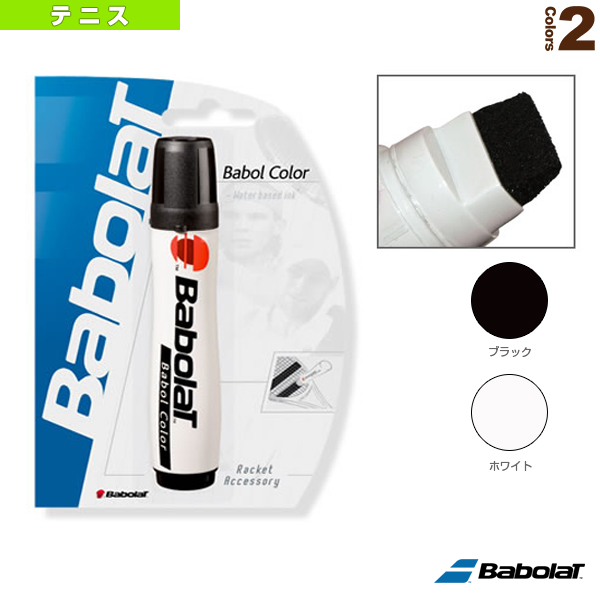 テニス
Colors 2
Babolat
Babol Color
- Water based ink -
Babolat
Babol Color
Racket
Accessory
Babolat
ブラック
ホワイト
Babolat